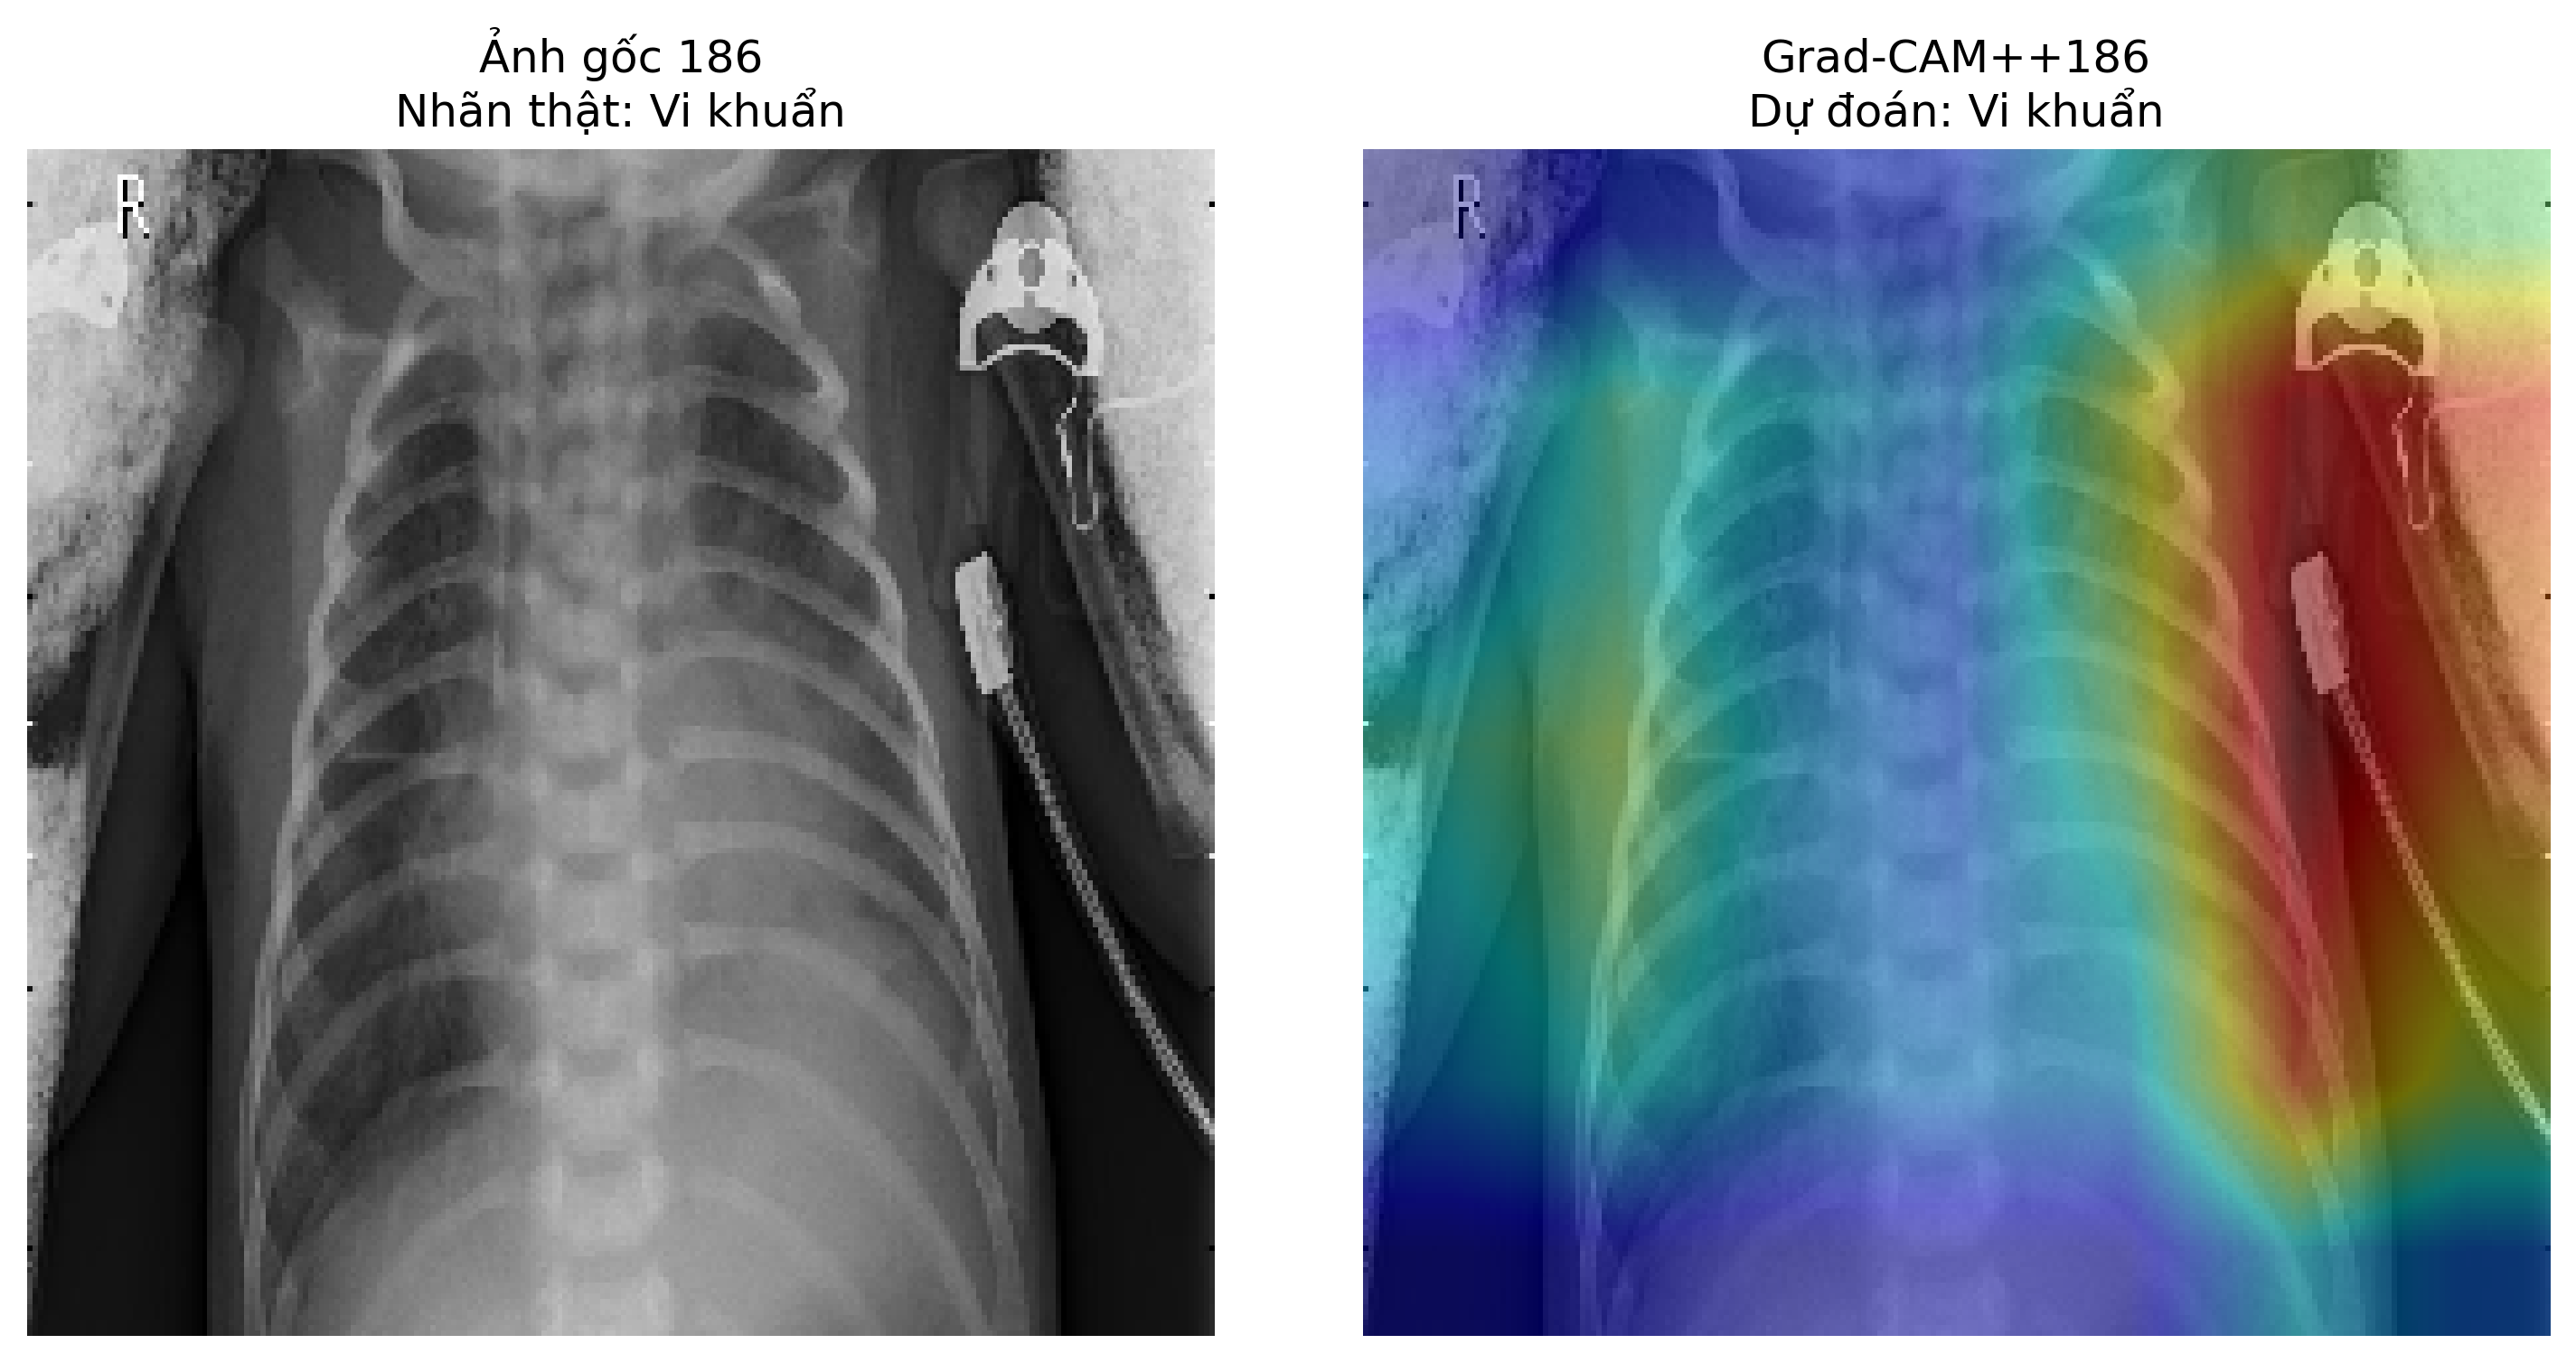 Ảnh gốc 186
Nhãn thật: Vi khuẩn
R
Grad-CAM++186
Dự đoán: Vi khuẩn
R